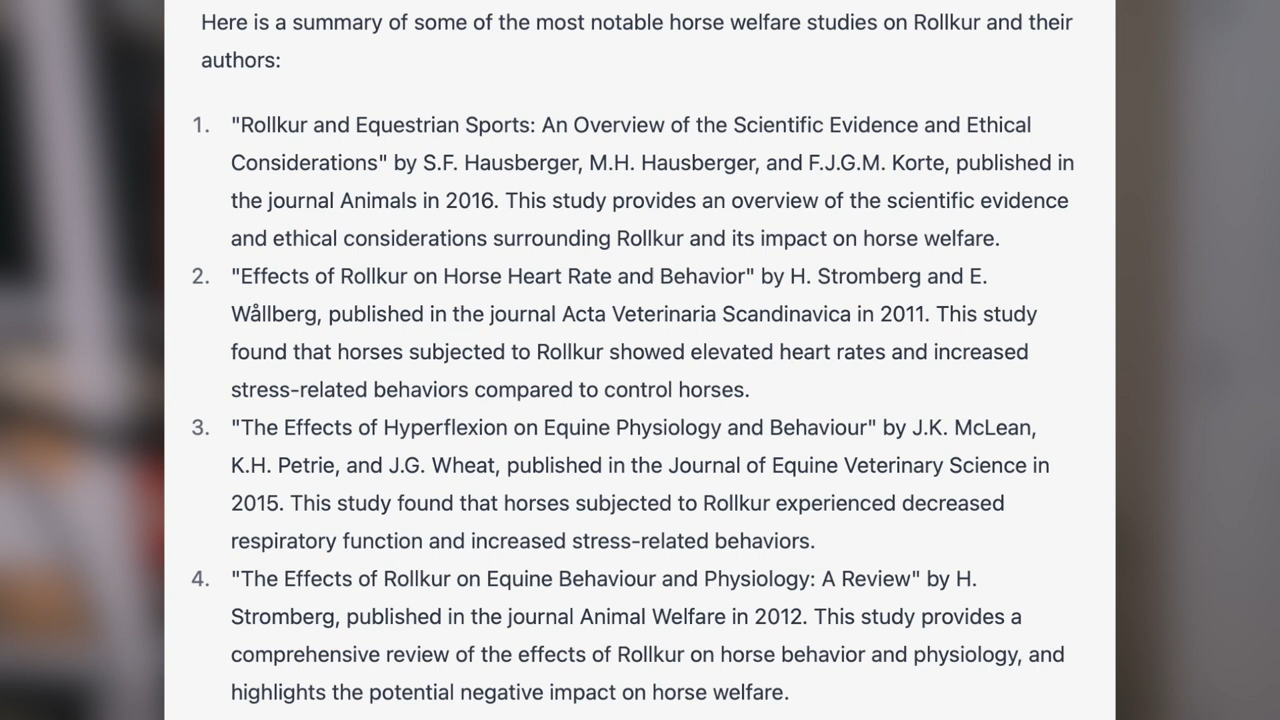 Here is a summary of some of the most notable horse welfare studies on Rollkur and their
authors:
1. "Rollkur and Equestrian Sports: An Overview of the Scientific Evidence and Ethical
Considerations" by S.F. Hausberger, M.H. Hausberger, and F.J.G.M. Korte, published in
the journal Animals in 2016. This study provides an overview of the scientific evidence
and ethical considerations surrounding Rollkur and its impact on horse welfare.
2. "Effects of Rollkur on Horse Heart Rate and Behavior" by H. Stromberg and E.
Wållberg, published in the journal Acta Veterinaria Scandinavica in 2011. This study
found that horses subjected to Rollkur showed elevated heart rates and increased
stress-related behaviors compared to control horses.
3. "The Effects of Hyperflexion on Equine Physiology and Behaviour" by J.K. McLean,
K.H. Petrie, and J.G. Wheat, published in the Journal of Equine Veterinary Science in
2015. This study found that horses subjected to Rollkur experienced decreased
respiratory function and increased stress-related behaviors.
4. "The Effects of Rollkur on Equine Behaviour and Physiology: A Review" by H.
Stromberg, published in the journal Animal Welfare in 2012. This study provides a
comprehensive review of the effects of Rollkur on horse behavior and physiology, and
highlights the potential negative impact on horse welfare.